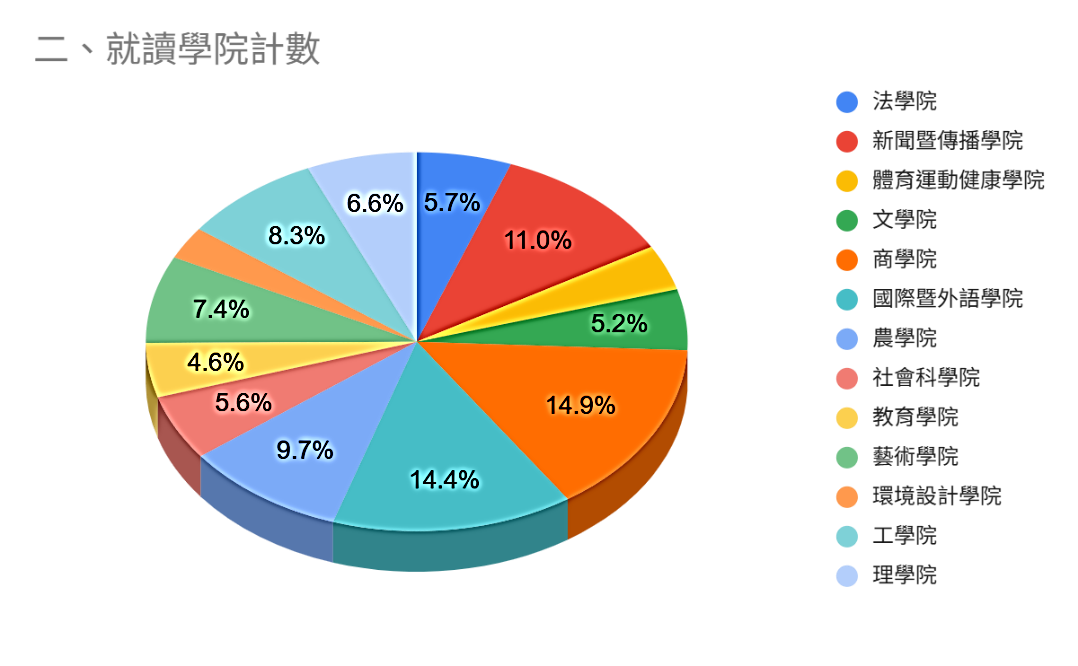 二、就讀學院計數
6.6%
5.7%
8.3%
11.0%
7.4%
5.2%
4.6%
5.6%
14.9%
9.7%
14.4%
法學院
新聞暨傳播學院
體育運動健康學院
文學院
商學院
國際暨外語學院
農學院
社會科學院
教育學院
藝術學院
環境設計學院
工學院
理學院